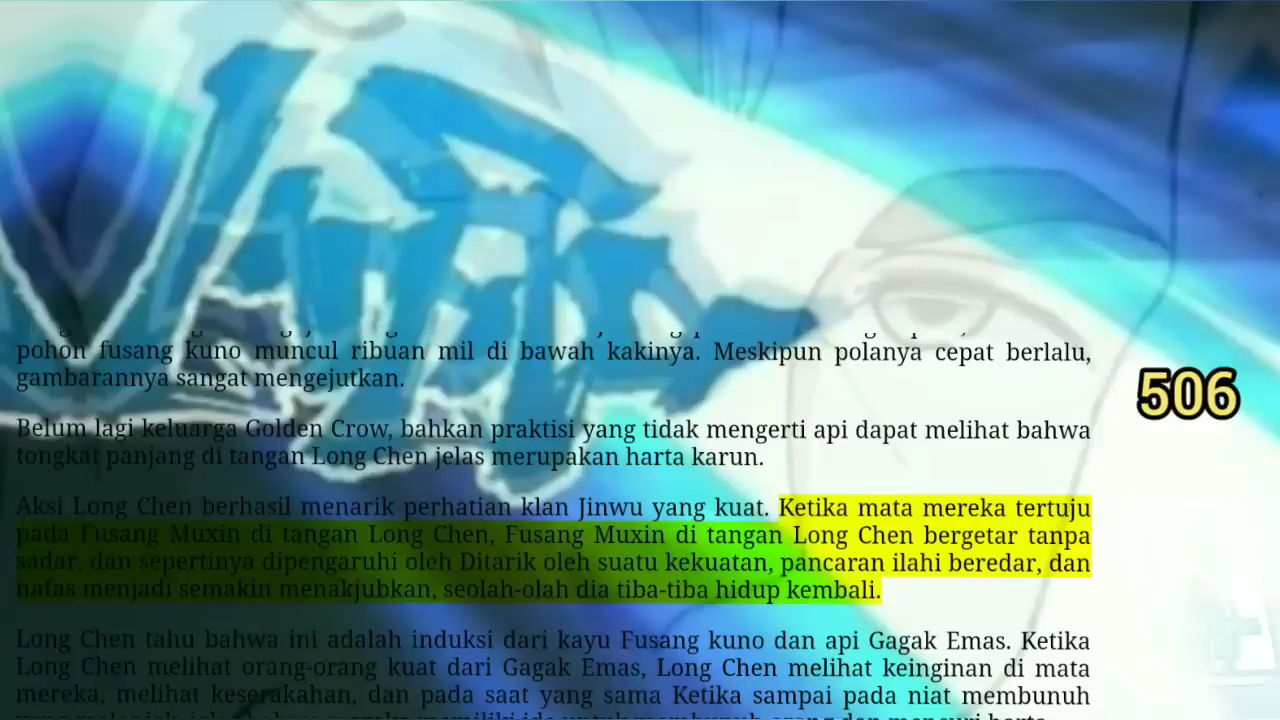 pohon fusang kuno muncul ribuan mil di bawah kakinya. Meskipun polanya cepat berlalu,
gambarannya sangat mengejutkan.
506
Belum lagi keluarga Golden Crow, bahkan praktisi yang tidak mengerti api dapat melihat bahwa
tongkat panjang di tangan Long Chen jelas merupakan harta karun.
Aksi Long Chen berhasil menarik perhatian klan Jinwu yang kuat. Ketika mata mereka tertuju
pada Fusang Muxin di tangan Long Chen, Fusang Muxin di tangan Long Chen bergetar tanpa
sadar, dan sepertinya dipengaruhi oleh Ditarik oleh suatu kekuatan, pancaran ilahi beredar, dan
nafas menjadi semakin menakjubkan, seolah-olah dia tiba-tiba hidup kembali.
Long Chen tahu bahwa ini adalah induksi dari kayu Fusang kuno dan api Gagak Emas. Ketika
Long Chen melihat orang-orang kuat dari Gagak Emas, Long Chen melihat keinginan di mata
mereka, melihat keserakahan, dan pada saat yang sama Ketika sampai pada niat membunuh